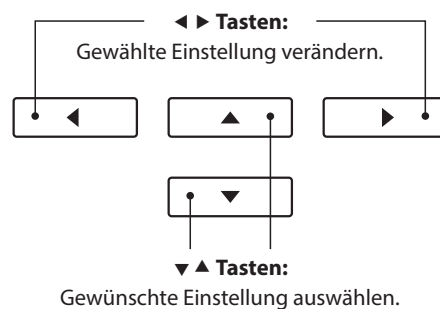 ◀ ▶ Tasten:
Gewählte Einstellung verändern.
◀ ▲ ▶
▼
▼ ▲ Tasten:
Gewünschte Einstellung auswählen.